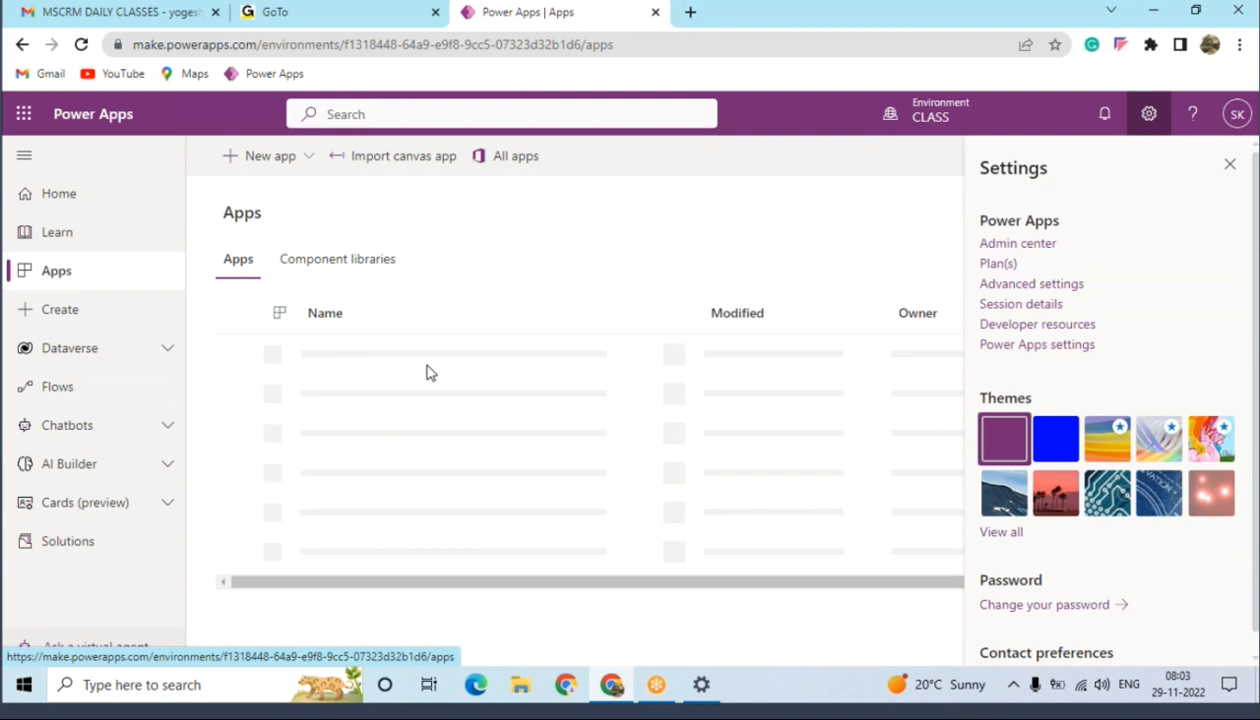 MSCRM DAILY CLASSES - yogesh
GoTo
Power Apps | Apps
make.powerapps.com/environments/f1318448-64a9-e9f8-9cc5-07323d32b1d6/apps
Gmail
YouTube
Maps
Power Apps
Power Apps
Search
Environment
CLASS
?
SK
New app
Import canvas app
All apps
Home
Learn
Apps
Create
Dataverse
Flows
Chatbots
AI Builder
Cards (preview)
Solutions
Ask a virtual agent
Apps
Apps
Component libraries
Name
Modified
Owner
Settings
Power Apps
Admin center
Plan(s)
Advanced settings
Session details
Developer resources
Power Apps settings
Themes
View all
Password
Change your password
Contact preferences
https://make.powerapps.com/environments/f1318448-64a9-e9f8-9cc5-07323d32b1d6/apps
Type here to search
20°C Sunny
ENG
08:03
29-11-2022